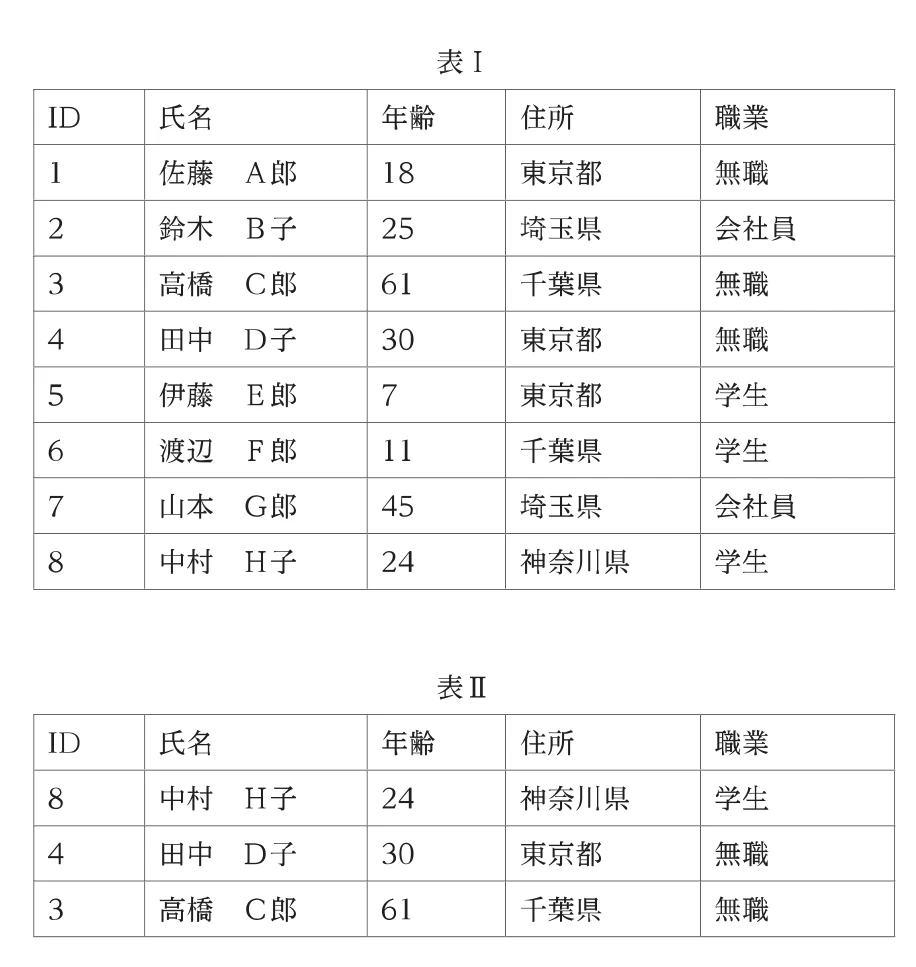 表Ⅰ
ID 氏名 年齢 住所 職業
1 佐藤　A郎 18 東京都 無職
2 鈴木　B子 25 埼玉県 会社員
3 高橋　C郎 61 千葉県 無職
4 田中　D子 30 東京都 無職
5 伊藤　E郎 7 東京都 学生
6 渡辺　F郎 11 千葉県 学生
7 山本　G郎 45 埼玉県 会社員
8 中村　H子 24 神奈川県 学生
表Ⅱ
ID 氏名 年齢 住所 職業
8 中村　H子 24 神奈川県 学生
4 田中　D子 30 東京都 無職
3 高橋　C郎 61 千葉県 無職